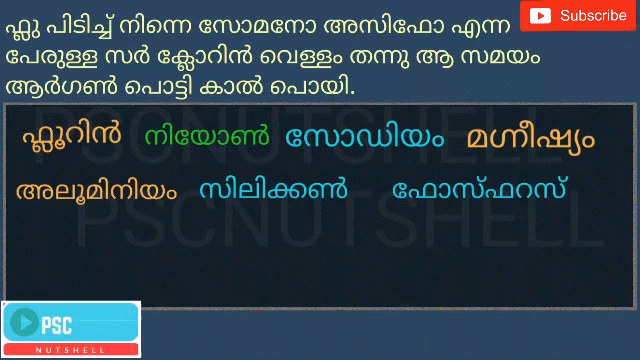 Subscribe
ഫ്ലൂ പിടിച്ച് നിന്നെ സോമനോ അസിഫോ എന്ന
പേരുള്ള സർ ക്ലോറിൻ വെള്ളം തന്നു ആ സമയം
ആർഗൺ പൊട്ടി കാൽ പൊയി.
ഫ്ലൂറിൻ നിയോൺ സോഡിയം മഗ്നീഷ്യം
അലൂമിനിയം സിലിക്കൺ ഫോസ്ഫറസ്
PSCNUTSHELL
PSCNUTSHELL
PSC
NUTSHELL